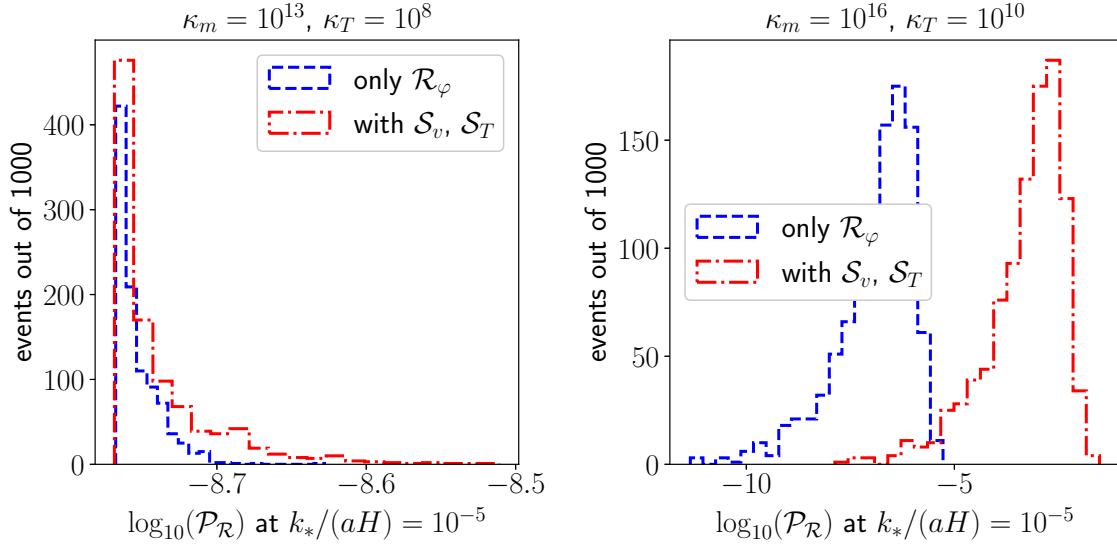 κ_m = 10^13, κ_T = 10^8
events out of 1000
400
300
200
100
0
only 𝓡_φ
with 𝓢_v, 𝓢_T
−8.7
−8.6
−8.5
log₁₀(𝓟_𝓡) at k_*/(aH) = 10^−5
κ_m = 10^16, κ_T = 10^10
events out of 1000
150
100
50
0
only 𝓡_φ
with 𝓢_v, 𝓢_T
−10
−5
log₁₀(𝓟_𝓡) at k_*/(aH) = 10^−5